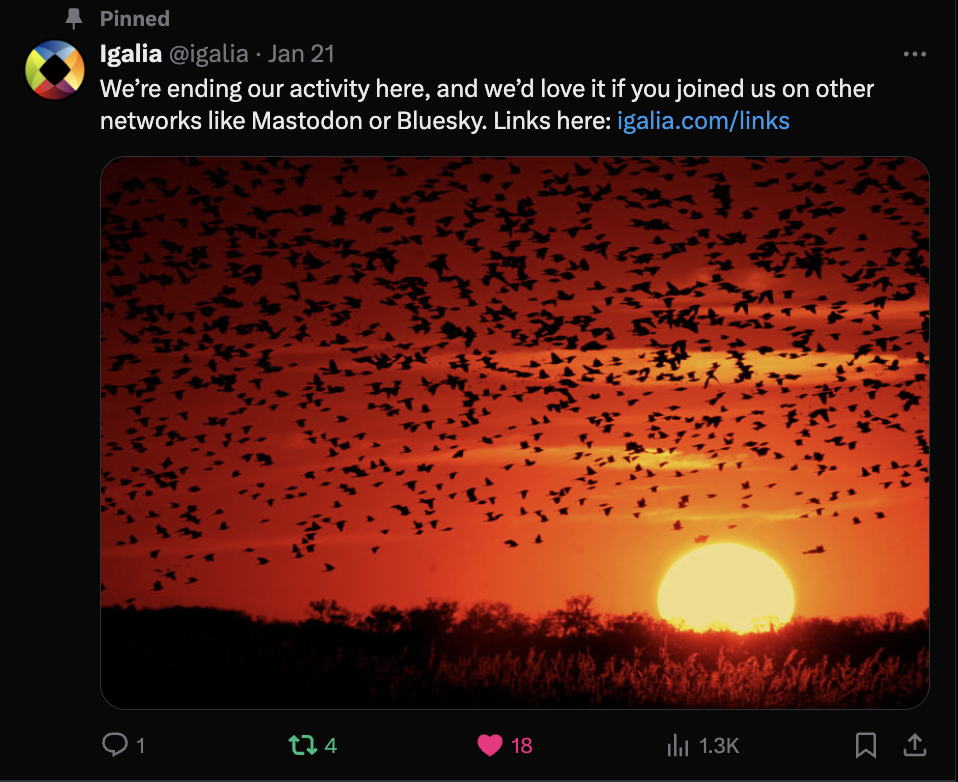 Pinned
Igalia @igalia · Jan 21
We’re ending our activity here, and we’d love it if you joined us on other
networks like Mastodon or Bluesky. Links here: igalia.com/links
1 4 18 1.3K